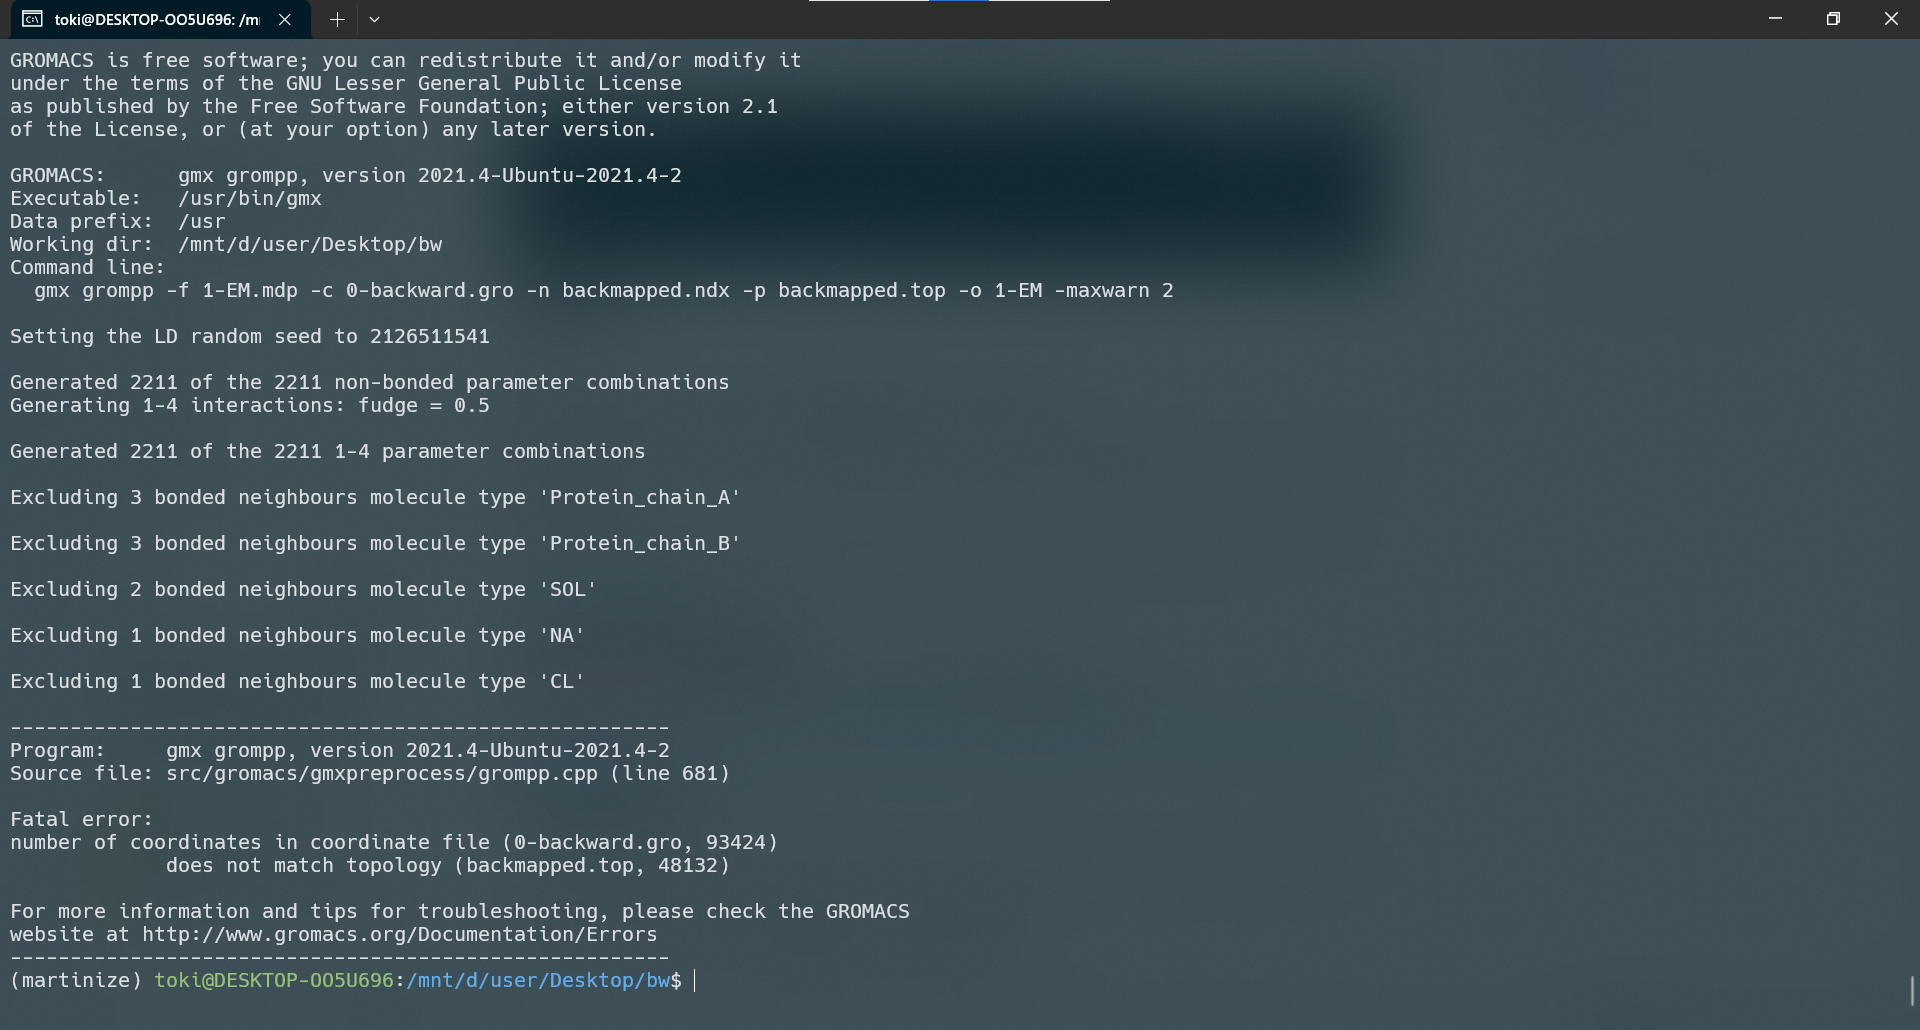 toki@DESKTOP-OO5U696: /m
GROMACS is free software; you can redistribute it and/or modify it
under the terms of the GNU Lesser General Public License
as published by the Free Software Foundation; either version 2.1
of the License, or (at your option) any later version.
GROMACS:      gmx grompp, version 2021.4-Ubuntu-2021.4-2
Executable:   /usr/bin/gmx
Data prefix:  /usr
Working dir:  /mnt/d/user/Desktop/bw
Command line:
  gmx grompp -f 1-EM.mdp -c 0-backward.gro -n backmapped.ndx -p backmapped.top -o 1-EM -maxwarn 2
Setting the LD random seed to 2126511541
Generated 2211 of the 2211 non-bonded parameter combinations
Generating 1-4 interactions: fudge = 0.5
Generated 2211 of the 2211 1-4 parameter combinations
Excluding 3 bonded neighbours molecule type 'Protein_chain_A'
Excluding 3 bonded neighbours molecule type 'Protein_chain_B'
Excluding 2 bonded neighbours molecule type 'SOL'
Excluding 1 bonded neighbours molecule type 'NA'
Excluding 1 bonded neighbours molecule type 'CL'
-------------------------------------------------------
Program:     gmx grompp, version 2021.4-Ubuntu-2021.4-2
Source file: src/gromacs/gmxpreprocess/grompp.cpp (line 681)
Fatal error:
number of coordinates in coordinate file (0-backward.gro, 93424)
             does not match topology (backmapped.top, 48132)
For more information and tips for troubleshooting, please check the GROMACS
website at http://www.gromacs.org/Documentation/Errors
-------------------------------------------------------
(martinize) toki@DESKTOP-OO5U696:/mnt/d/user/Desktop/bw$